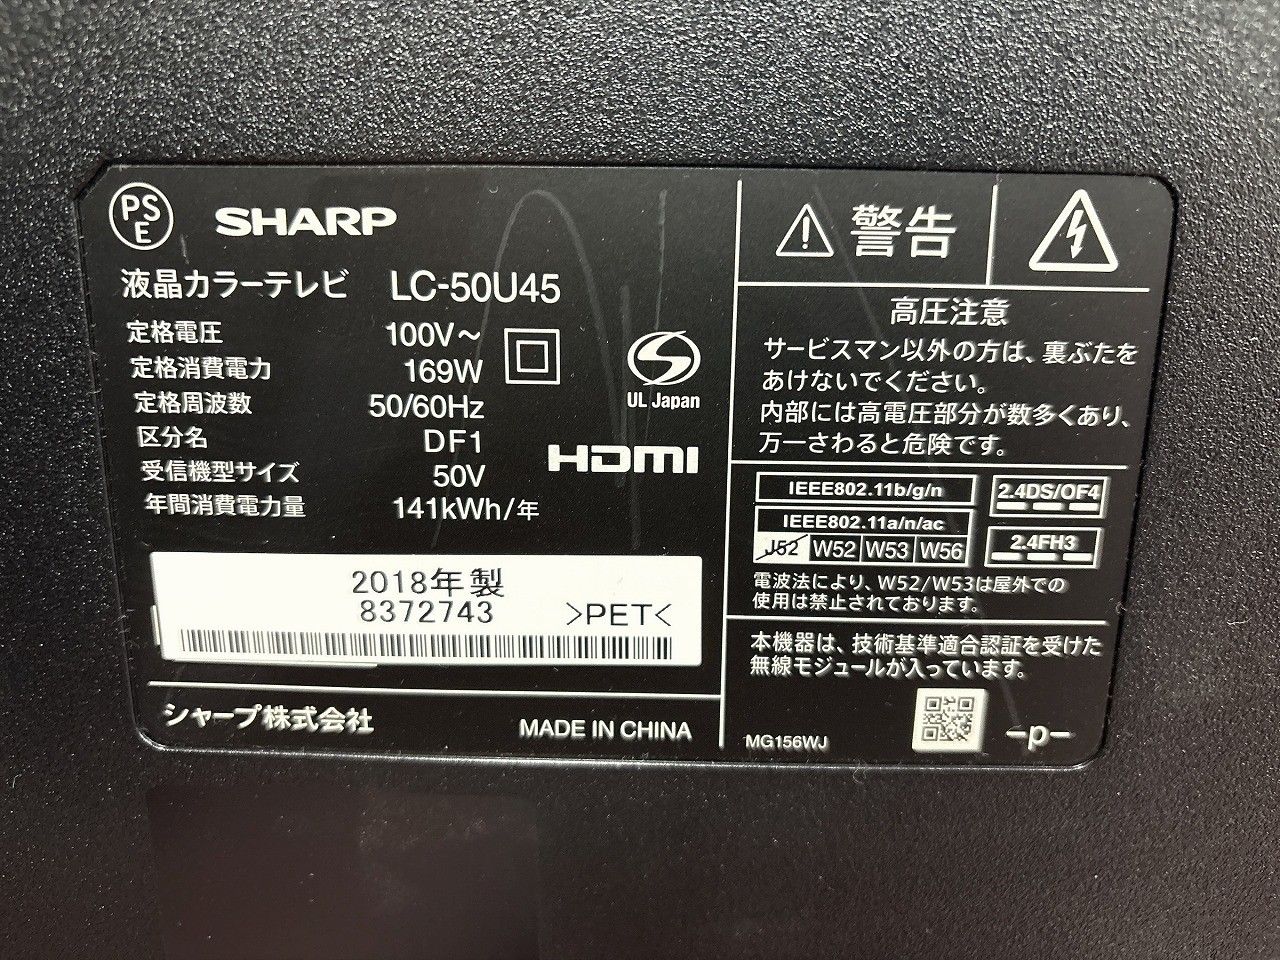 PS
E
SHARP
液晶カラーテレビ LC-50U45
定格電圧 100V～
定格消費電力 169W
定格周波数 50/60Hz
区分名 DF1
受信機型サイズ 50V
年間消費電力量 141kWh/年
UL Japan
HDMI
2018年製
8372743 >PET<
シャープ株式会社 MADE IN CHINA
警告
高圧注意
サービスマン以外の方は、裏ぶたを
あけないでください。
内部には高電圧部分が数多くあり、
万一さわると危険です。
IEEE802.11b/g/n
2.4DS/OF4
IEEE802.11a/n/ac
J52 W52 W53 W56
2.4FH3
電波法により、W52/W53は屋外での
使用は禁止されております。
本機器は、技術基準適合認証を受けた
無線モジュールが入っています。
MG156WJ
-p-